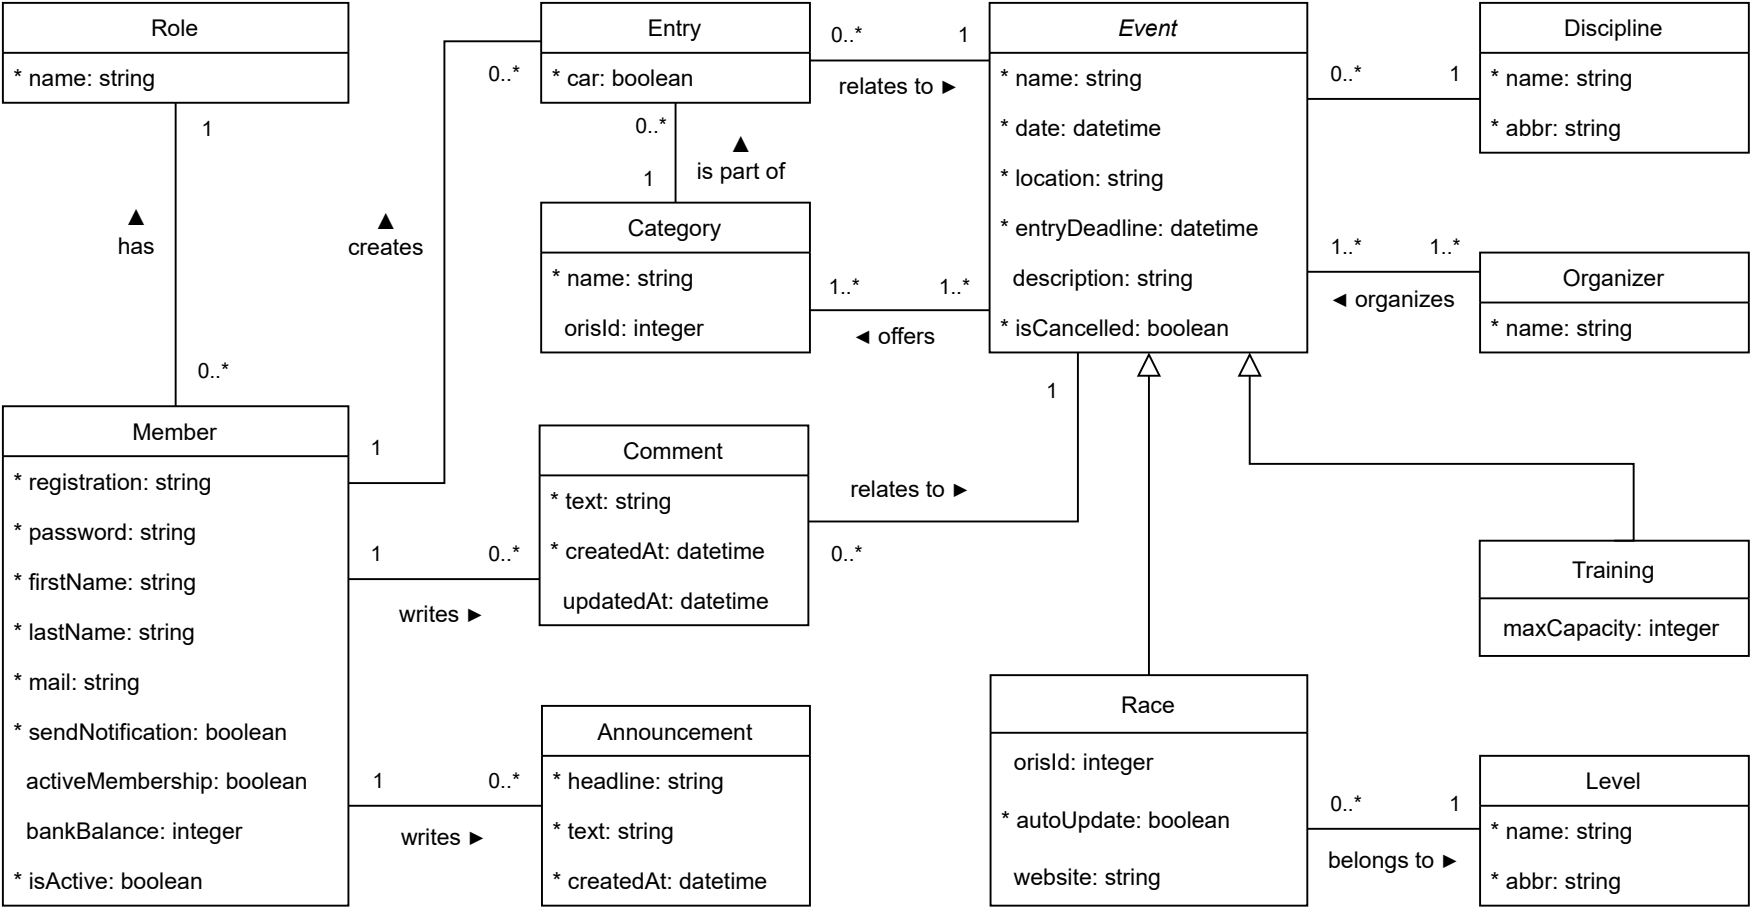 Role
* name: string
1
▲
has
0..*
Member
* registration: string
* password: string
* firstName: string
* lastName: string
* mail: string
* sendNotification: boolean
activeMembership: boolean
bankBalance: integer
* isActive: boolean
0..*
▲
creates
1
Entry
* car: boolean
0..*
1
▲
is part of
Category
* name: string
orisId: integer
0..* 1
relates to ►
1..* 1..*
◄ offers
Event
* name: string
* date: datetime
* location: string
* entryDeadline: datetime
description: string
* isCancelled: boolean
0..* 1
Discipline
* name: string
* abbr: string
1..* 1..*
◄ organizes
Organizer
* name: string
1 0..*
writes ►
Comment
* text: string
* createdAt: datetime
updatedAt: datetime
1
relates to ►
0..*
1 0..*
writes ►
Announcement
* headline: string
* text: string
* createdAt: datetime
Training
maxCapacity: integer
Race
orisId: integer
* autoUpdate: boolean
website: string
0..* 1
belongs to ►
Level
* name: string
* abbr: string